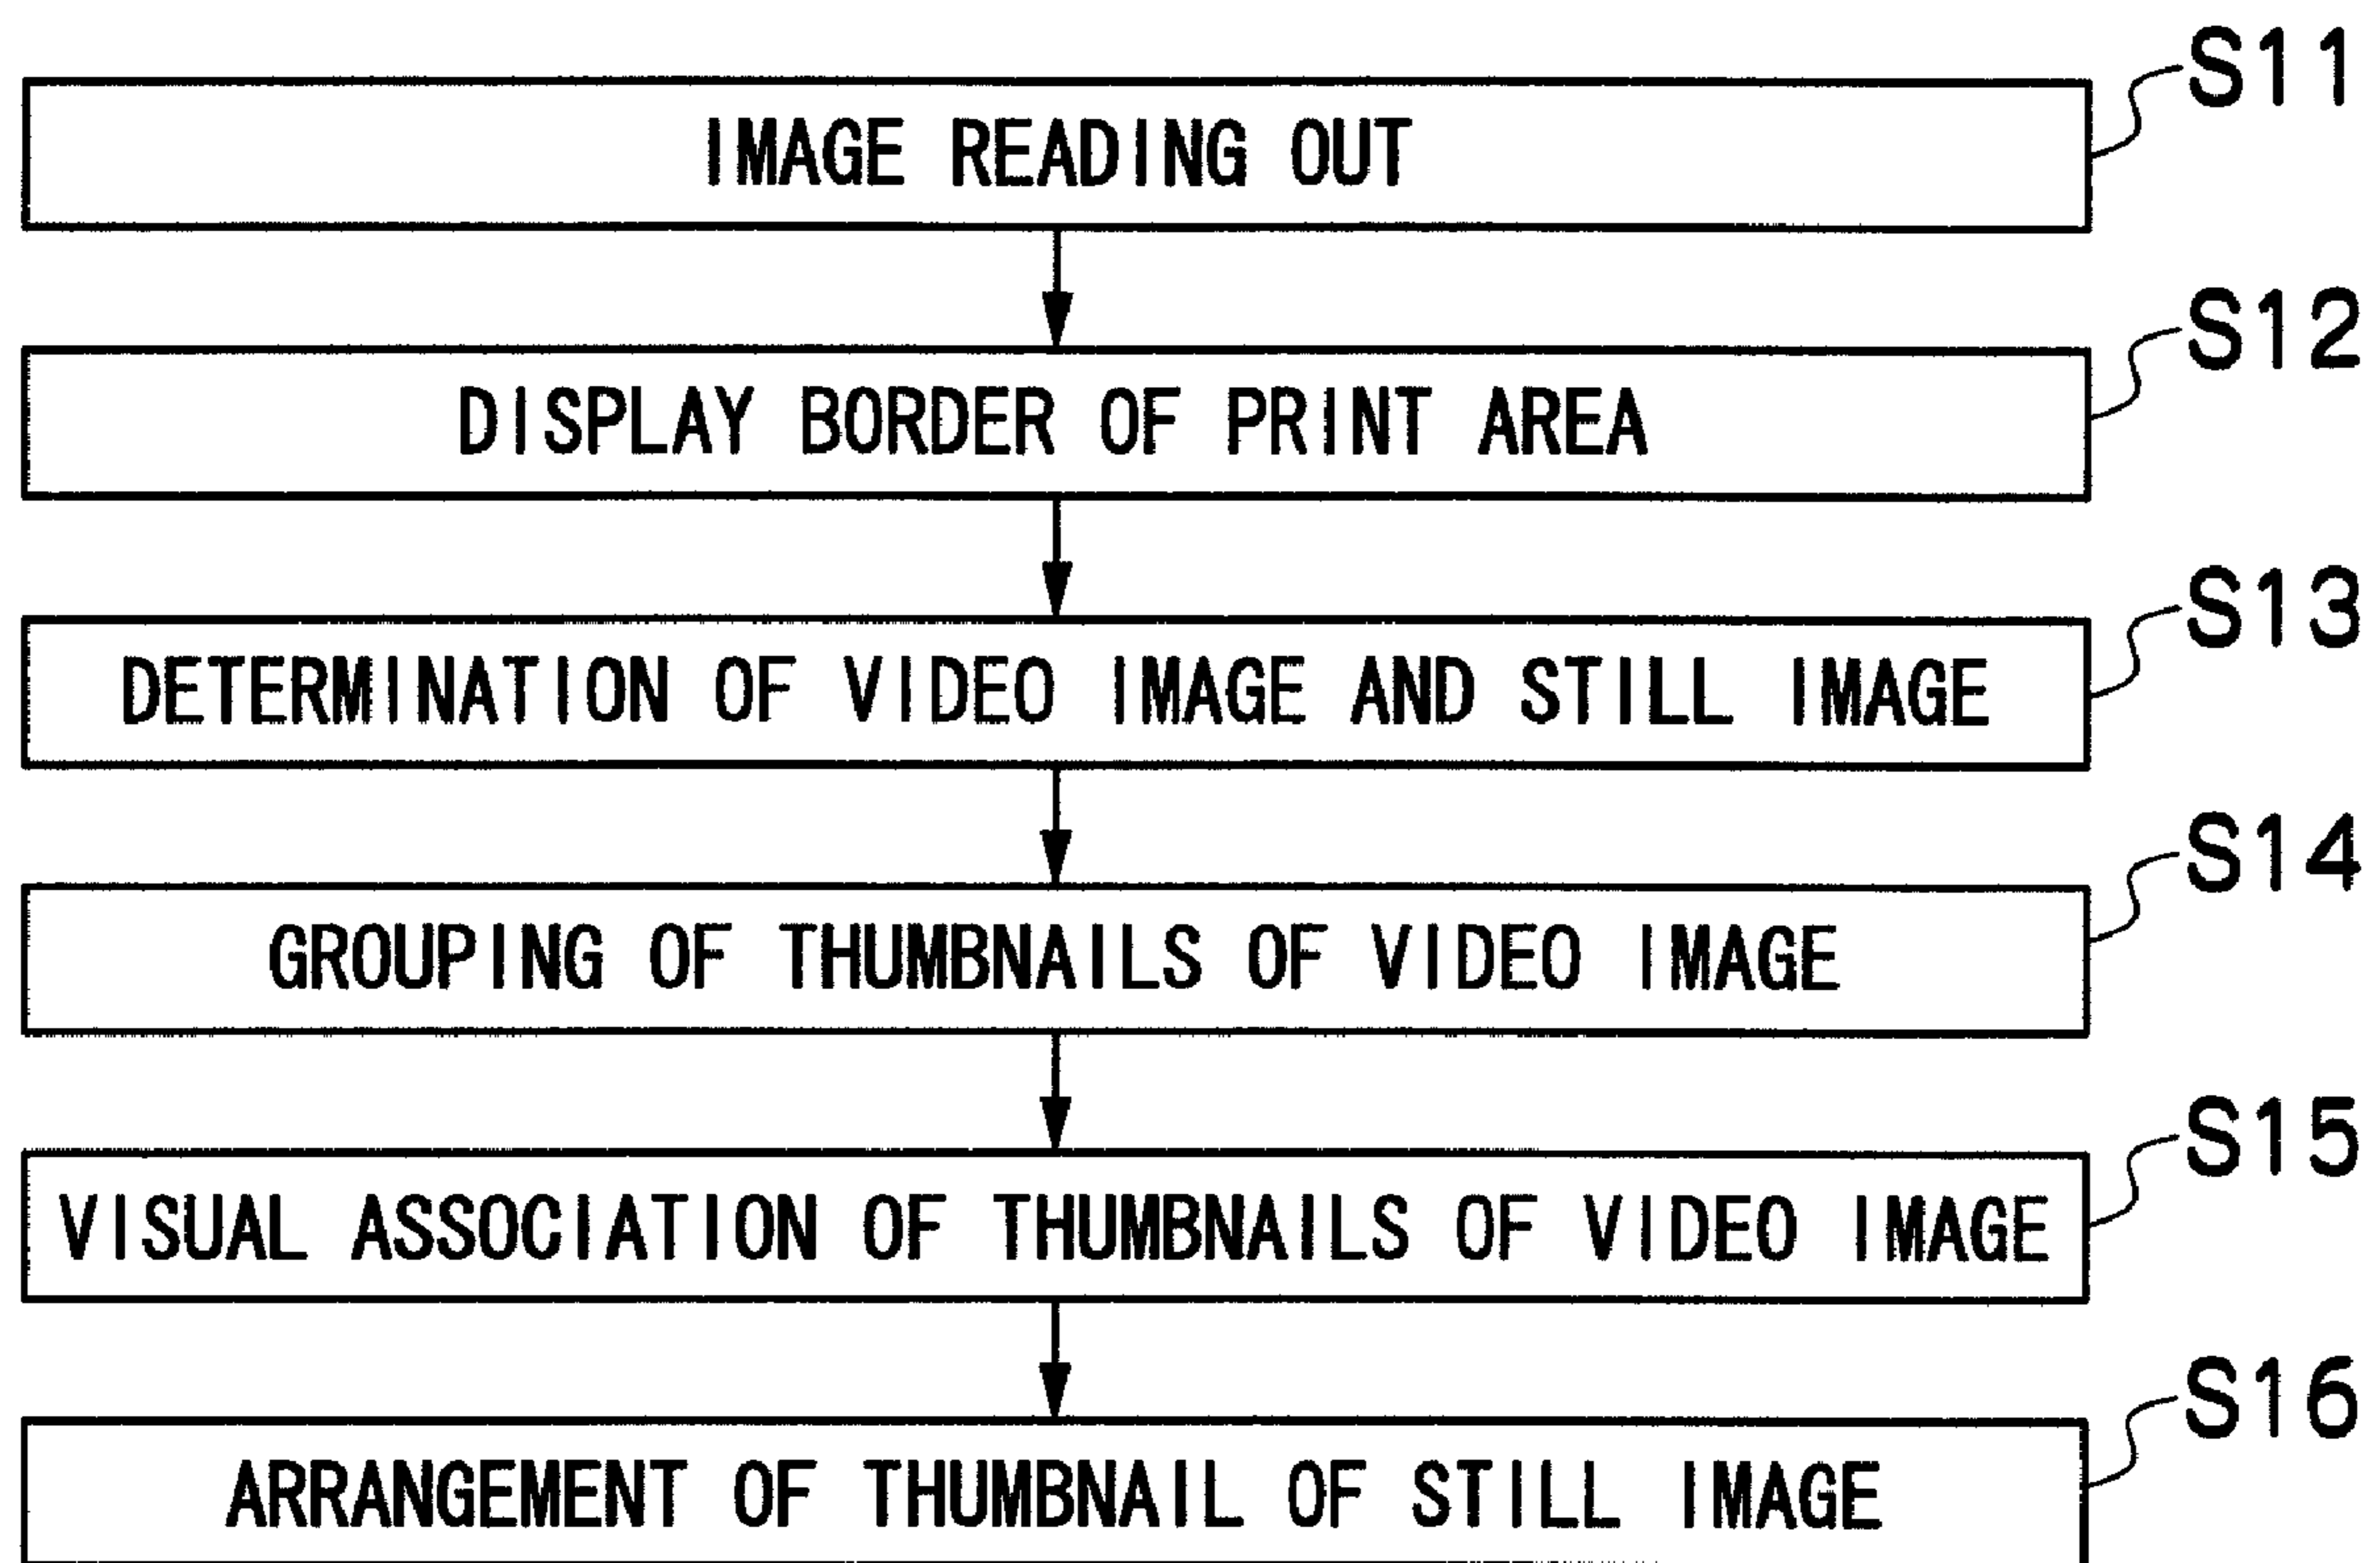 S11
IMAGE READING OUT
S12
DISPLAY BORDER OF PRINT AREA
S13
DETERMINATION OF VIDEO IMAGE AND STILL IMAGE
S14
GROUPING OF THUMBNAILS OF VIDEO IMAGE
S15
VISUAL ASSOCIATION OF THUMBNAILS OF VIDEO IMAGE
S16
ARRANGEMENT OF THUMBNAIL OF STILL IMAGE